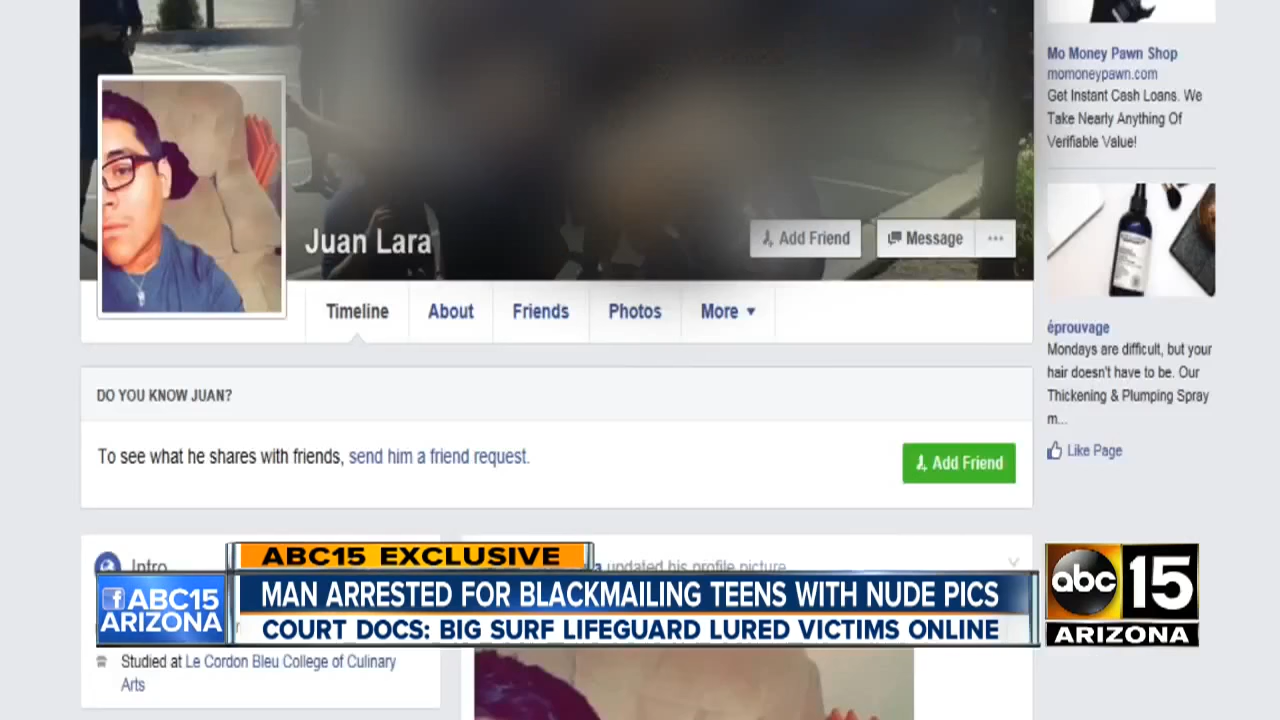 Mo Money Pawn Shop
momoneypawn.com
Get Instant Cash Loans. We
Take Nearly Anything Of
Verifiable Value!
Juan Lara
Add Friend
Message
Timeline
About
Friends
Photos
More
éprouvage
Mondays are difficult, but your
hair doesn't have to be. Our
Thickening & Plumping Spray
m...
Like Page
DO YOU KNOW JUAN?
To see what he shares with friends, send him a friend request.
Add Friend
Intro
updated his profile picture.
ABC15 EXCLUSIVE
MAN ARRESTED FOR BLACKMAILING TEENS WITH NUDE PICS
COURT DOCS: BIG SURF LIFEGUARD LURED VICTIMS ONLINE
f ABC15
ARIZONA
abc 15
ARIZONA
Studied at Le Cordon Bleu College of Culinary
Arts